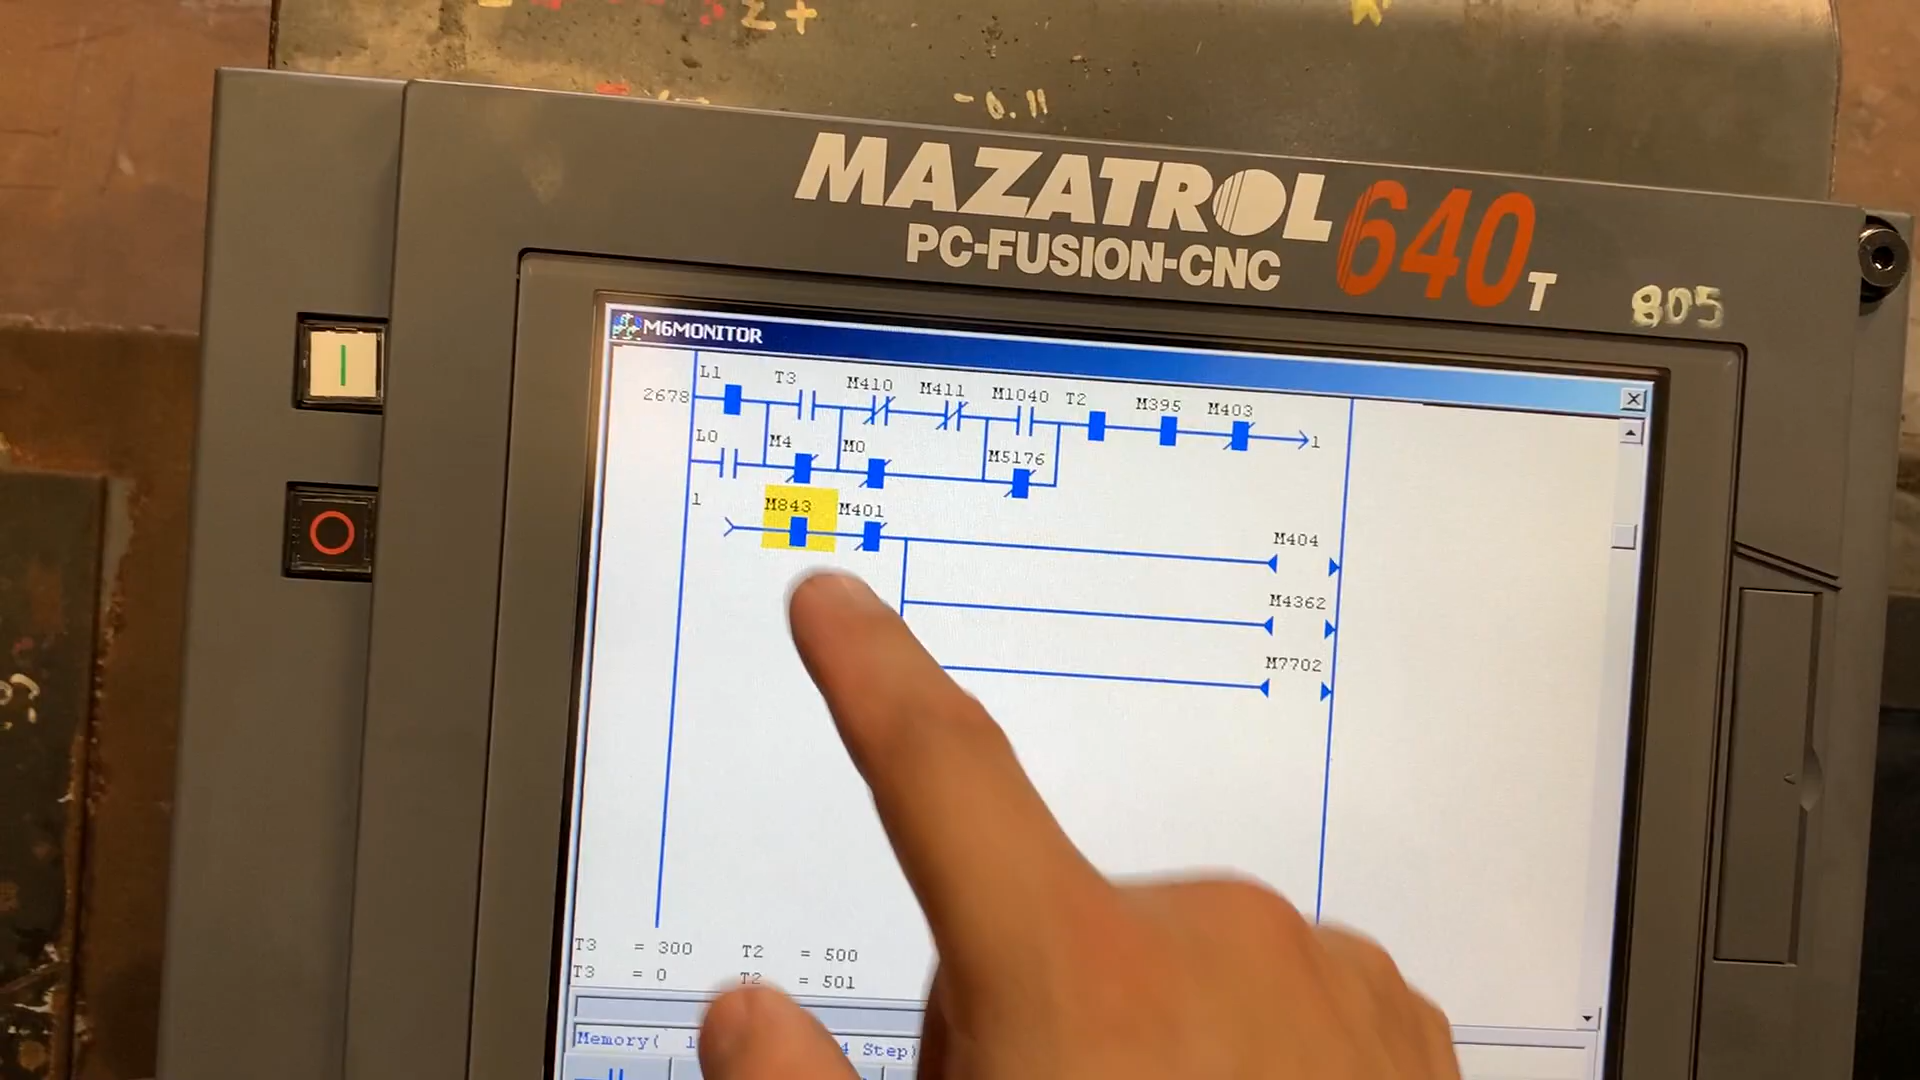 2+
-0.11
MAZATROL 640T
PC-FUSION-CNC
805
M6MONITOR
L1 T3 M410 M411 M1040 T2 M395 M403
2678
1
L0 M4 M0 M5176
1 M843 M401
M404
M4362
M7702
T3 = 300 T2 = 500
T3 = 0 T2 = 501
Memory( Step)